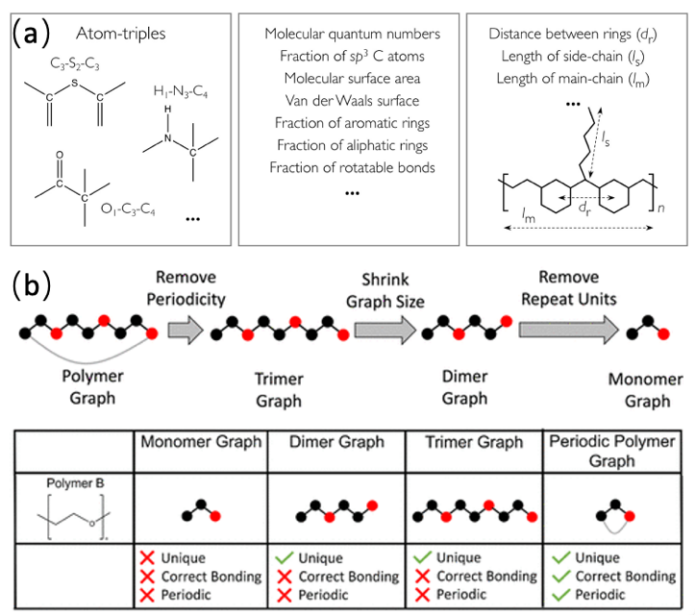 (a)
Atom-triples
C3-S2-C3
S
C
C
H1-N3-C4
H
N
C
O
C
C
O1-C3-C4
...
Molecular quantum numbers
Fraction of sp³ C atoms
Molecular surface area
Van der Waals surface
Fraction of aromatic rings
Fraction of aliphatic rings
Fraction of rotatable bonds
...
Distance between rings (dr)
Length of side-chain (ls)
Length of main-chain (lm)
...
ls
lm
dr
n
(b)
Remove
Periodicity
Shrink
Graph Size
Remove
Repeat Units
Polymer
Graph
Trimer
Graph
Dimer
Graph
Monomer
Graph
Monomer Graph
Dimer Graph
Trimer Graph
Periodic Polymer
Graph
Polymer B
O
Unique
Correct Bonding
Periodic
Unique
Correct Bonding
Periodic
Unique
Correct Bonding
Periodic
Unique
Correct Bonding
Periodic